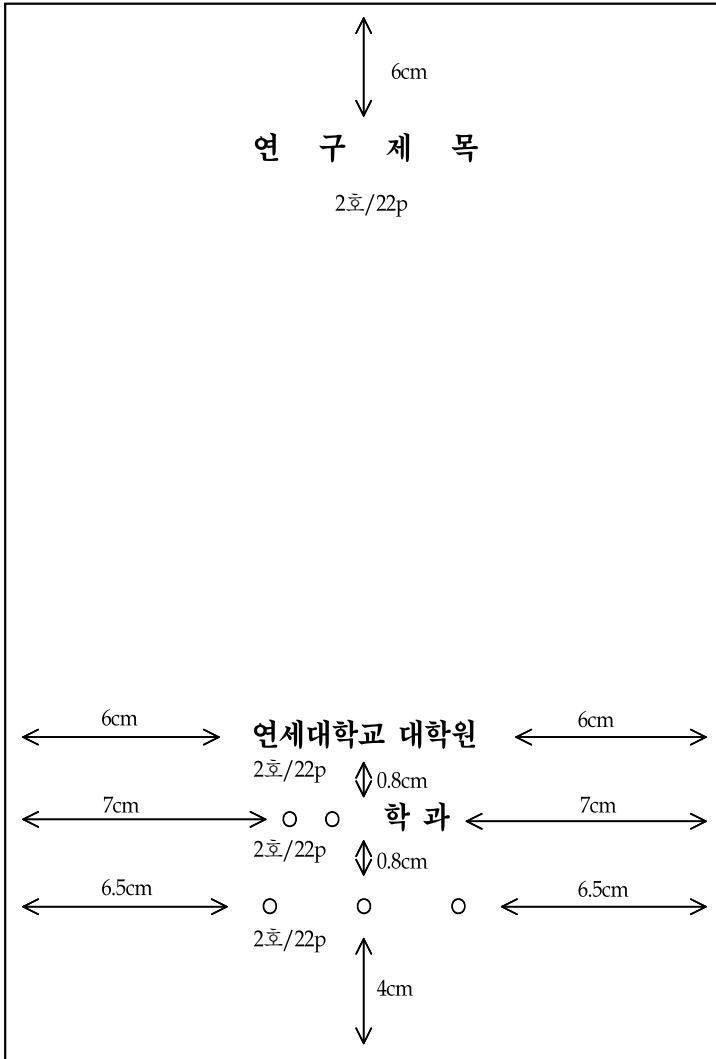 6cm
연 구 제 목
2호/22p
6cm 연세대학교 대학원 6cm
2호/22p 0.8cm
7cm ○ ○ 학 과 7cm
2호/22p 0.8cm
6.5cm ○ ○ ○ 6.5cm
2호/22p
4cm